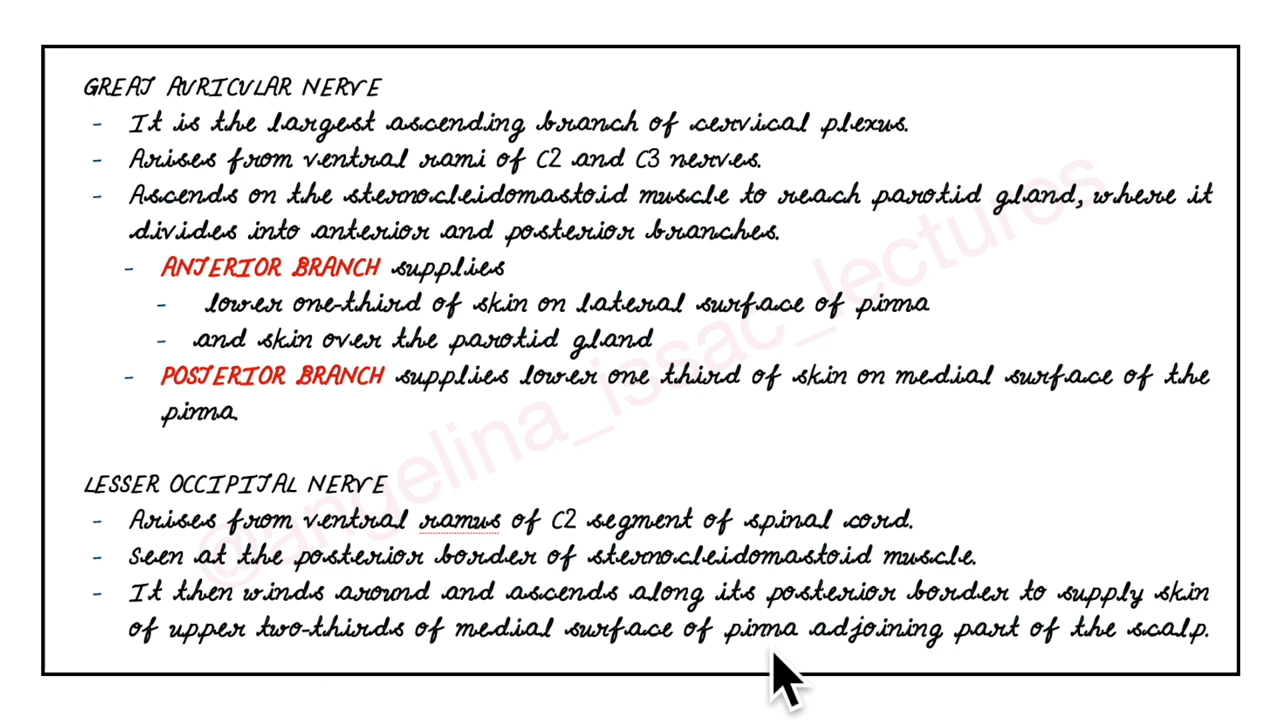 GREAT AURICULAR NERVE
- It is the largest ascending branch of cervical plexus.
- Arises from ventral rami of C2 and C3 nerves.
- Ascends on the sternocleidomastoid muscle to reach parotid gland, where it
divides into anterior and posterior branches.
- ANTERIOR BRANCH supplies
- lower one-third of skin on lateral surface of pinna
- and skin over the parotid gland
- POSTERIOR BRANCH supplies lower one third of skin on medial surface of the
pinna.
LESSER OCCIPITAL NERVE
- Arises from ventral ramus of C2 segment of spinal cord.
- Seen at the posterior border of sternocleidomastoid muscle.
- It then winds around and ascends along its posterior border to supply skin
of upper two-thirds of medial surface of pinna adjoining part of the scalp.
@angelina_issac_lectures